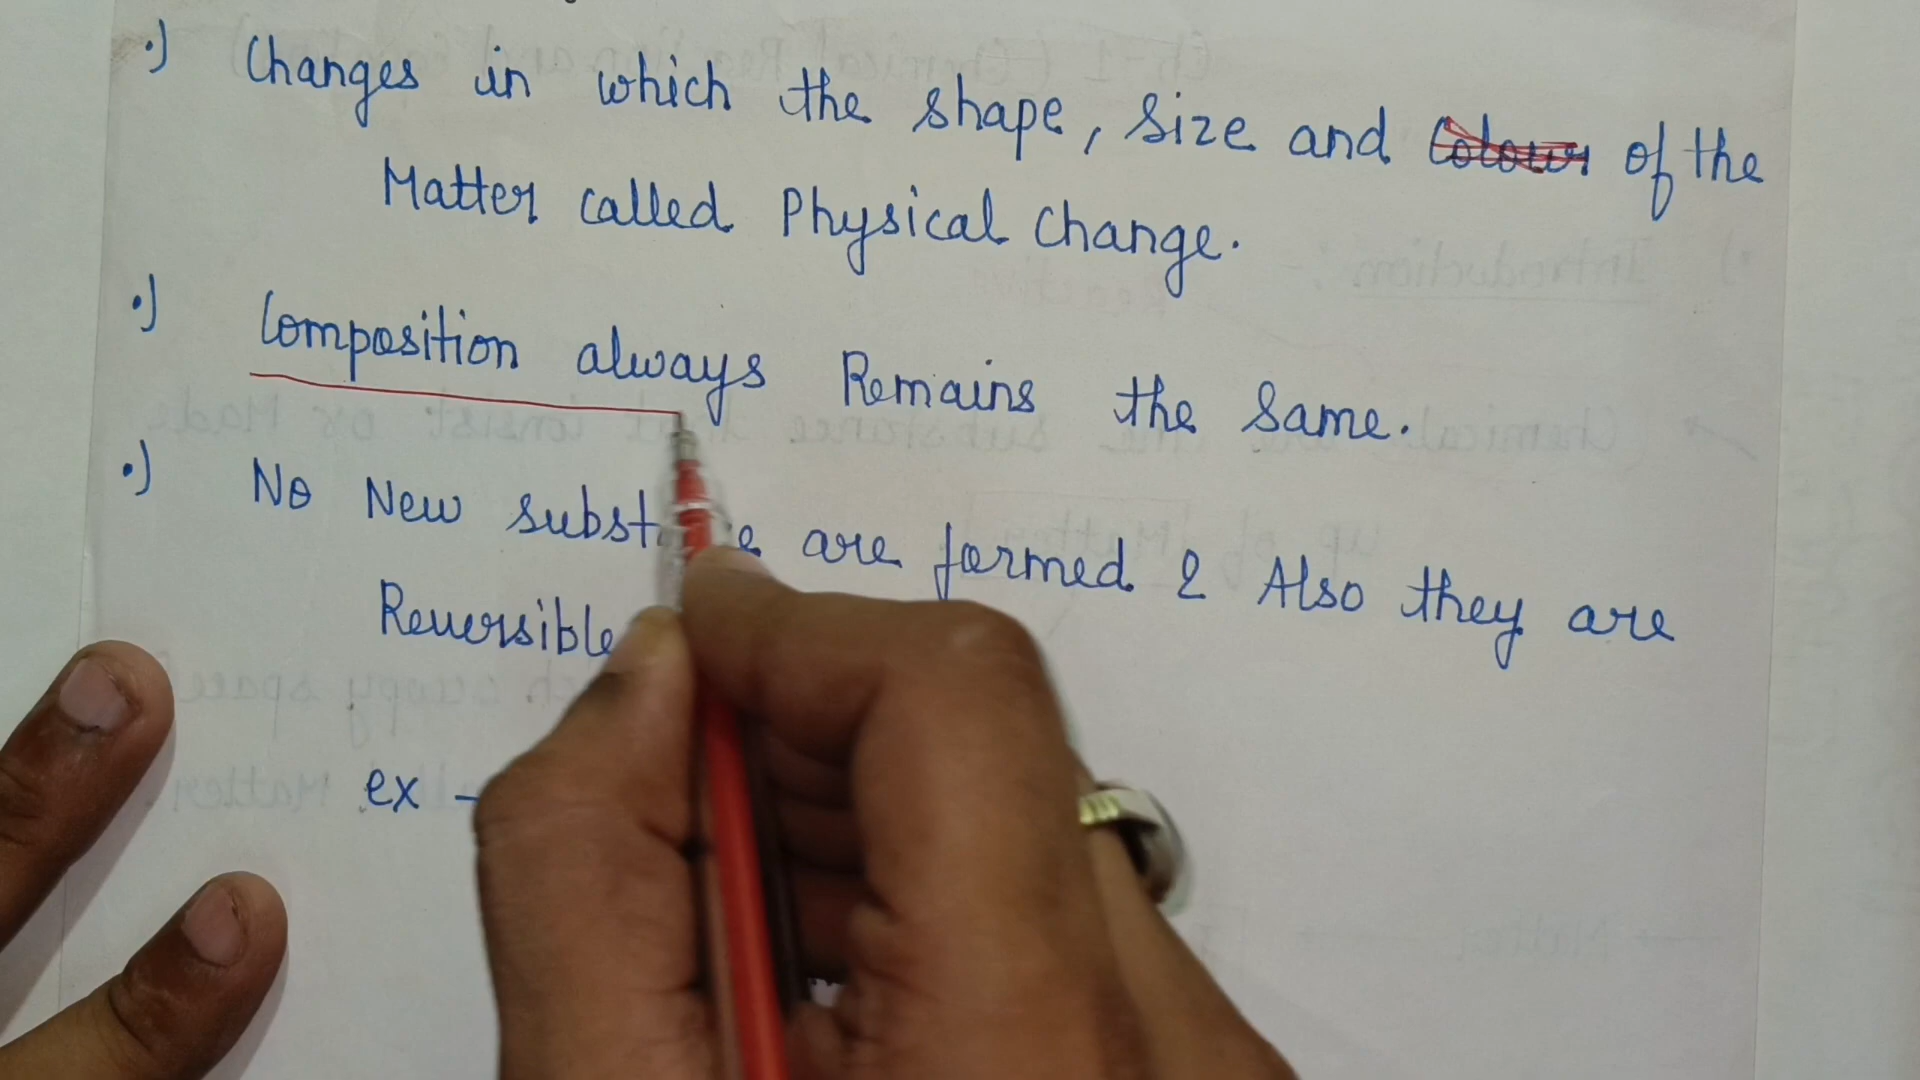 •) Changes in which the shape, size and Colour of the
Matter called Physical Change.
•) Composition always Remains the Same.
•) No New are formed & Also they are
Reversible
ex -